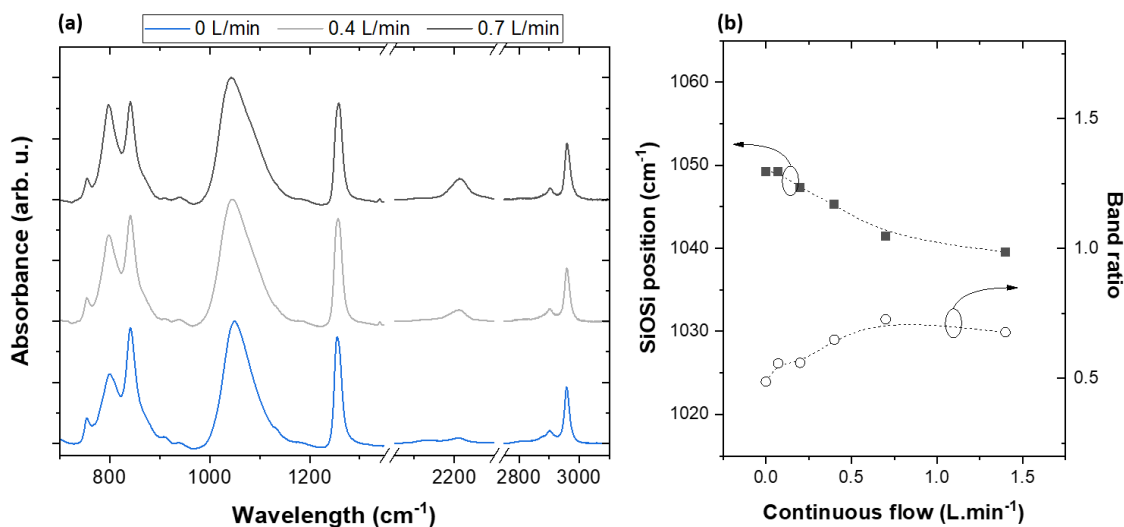 (a)
0 L/min 0.4 L/min 0.7 L/min
Absorbance (arb. u.)
800 1000 1200 2200 2800 3000
Wavelength (cm⁻¹)
(b)
SiOSi position (cm⁻¹)
1060
1050
1040
1030
1020
1.5
1.0
0.5
Band ratio
0.0 0.5 1.0 1.5
Continuous flow (L.min⁻¹)